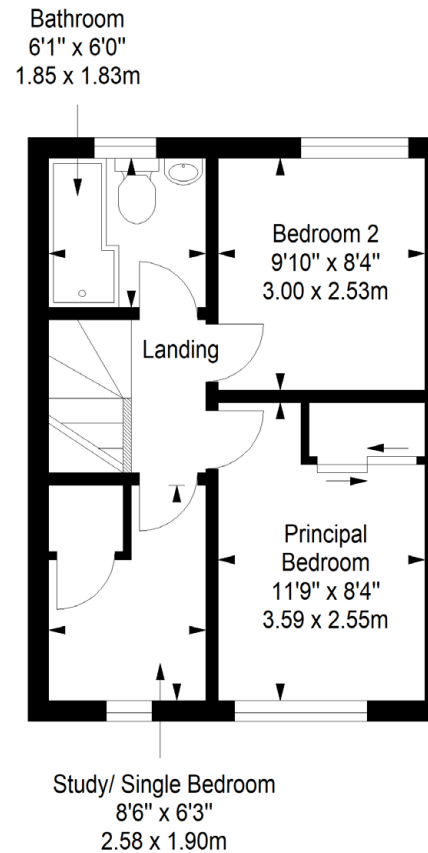 Bathroom
6'1" x 6'0"
1.85 x 1.83m
Bedroom 2
9'10" x 8'4"
3.00 x 2.53m
Landing
Principal
Bedroom
11'9" x 8'4"
3.59 x 2.55m
Study/ Single Bedroom
8'6" x 6'3"
2.58 x 1.90m